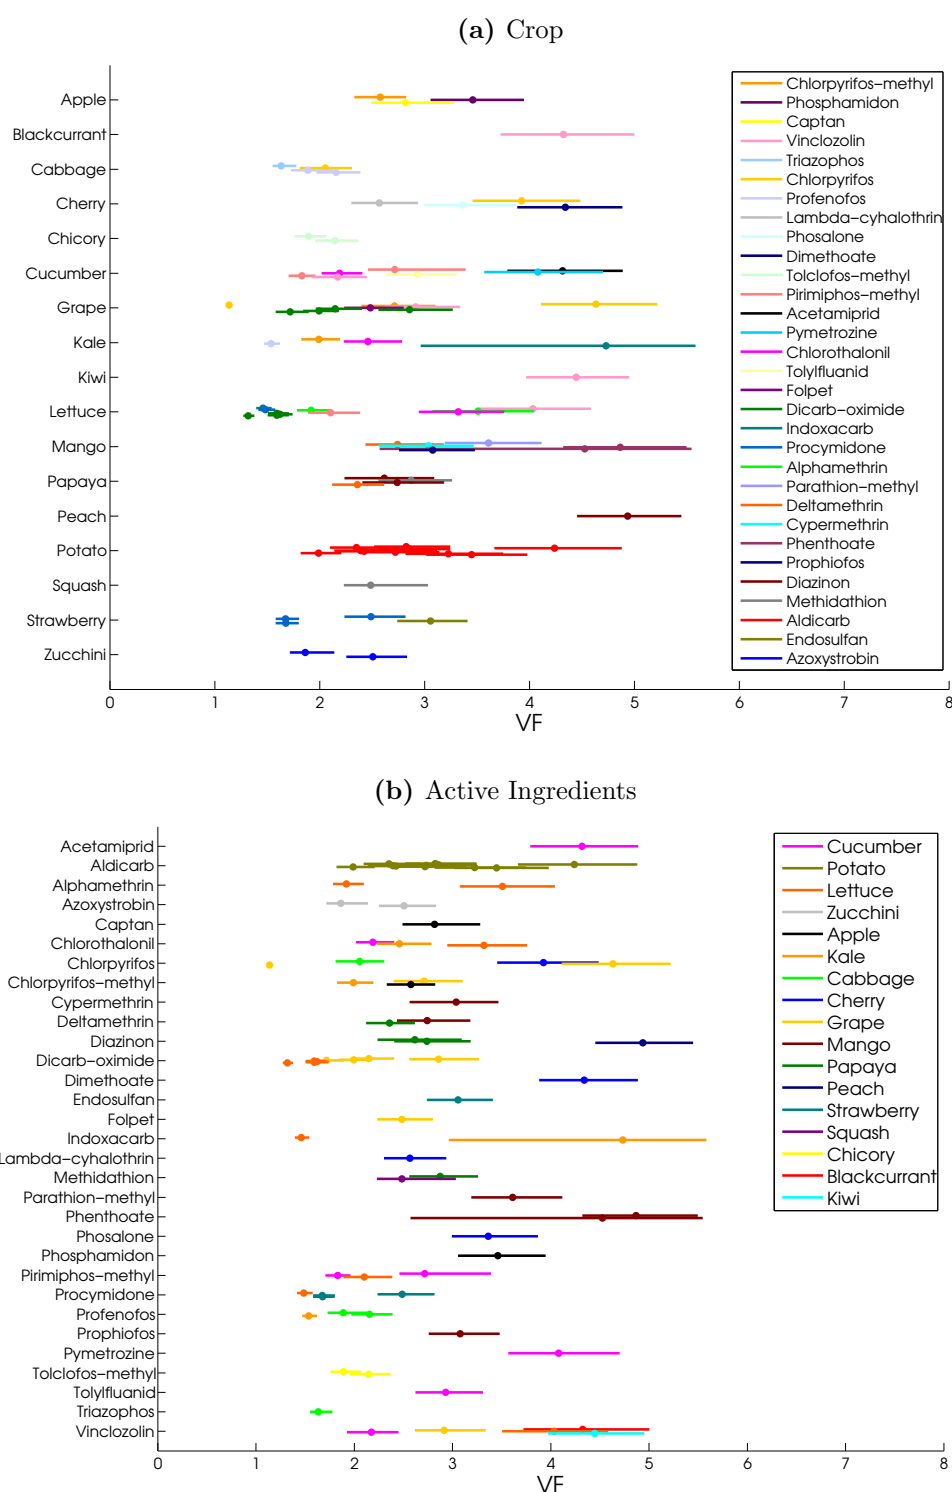 (a) Crop
Apple
Blackcurrant
Cabbage
Cherry
Chicory
Cucumber
Grape
Kale
Kiwi
Lettuce
Mango
Papaya
Peach
Potato
Squash
Strawberry
Zucchini
Chlorpyrifos–methyl
Phosphamidon
Captan
Vinclozolin
Triazophos
Chlorpyrifos
Profenofos
Lambda–cyhalothrin
Phosalone
Dimethoate
Tolclofos–methyl
Pirimiphos–methyl
Acetamiprid
Pymetrozine
Chlorothalonil
Tolylfluanid
Folpet
Dicarb–oximide
Indoxacarb
Procymidone
Alphamethrin
Parathion–methyl
Deltamethrin
Cypermethrin
Phenthoate
Prophiofos
Diazinon
Methidathion
Aldicarb
Endosulfan
Azoxystrobin
0 1 2 3 4 5 6 7 8
VF
(b) Active Ingredients
Acetamiprid
Aldicarb
Alphamethrin
Azoxystrobin
Captan
Chlorothalonil
Chlorpyrifos
Chlorpyrifos–methyl
Cypermethrin
Deltamethrin
Diazinon
Dicarb–oximide
Dimethoate
Endosulfan
Folpet
Indoxacarb
Lambda–cyhalothrin
Methidathion
Parathion–methyl
Phenthoate
Phosalone
Phosphamidon
Pirimiphos–methyl
Procymidone
Profenofos
Prophiofos
Pymetrozine
Tolclofos–methyl
Tolylfluanid
Triazophos
Vinclozolin
Cucumber
Potato
Lettuce
Zucchini
Apple
Kale
Cabbage
Cherry
Grape
Mango
Papaya
Peach
Strawberry
Squash
Chicory
Blackcurrant
Kiwi
0 1 2 3 4 5 6 7 8
VF